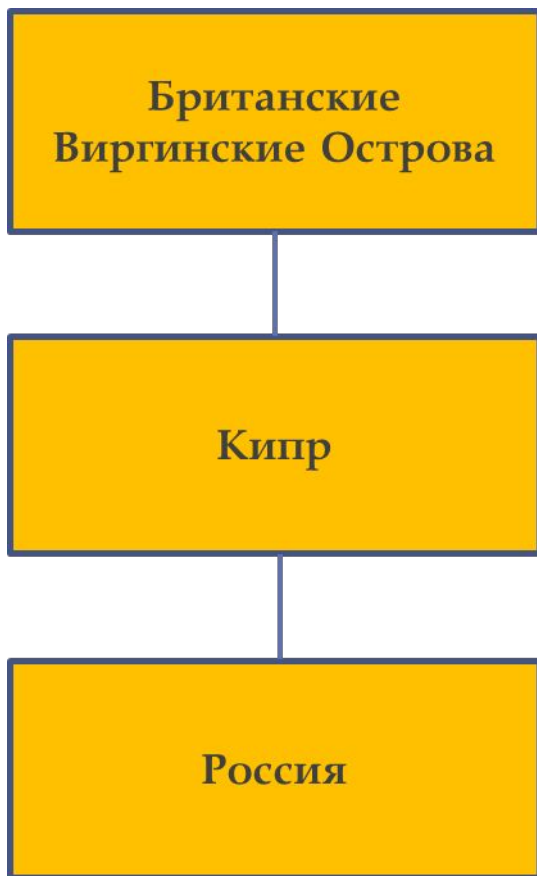 Британские
Виргинские Острова
Кипр
Россия